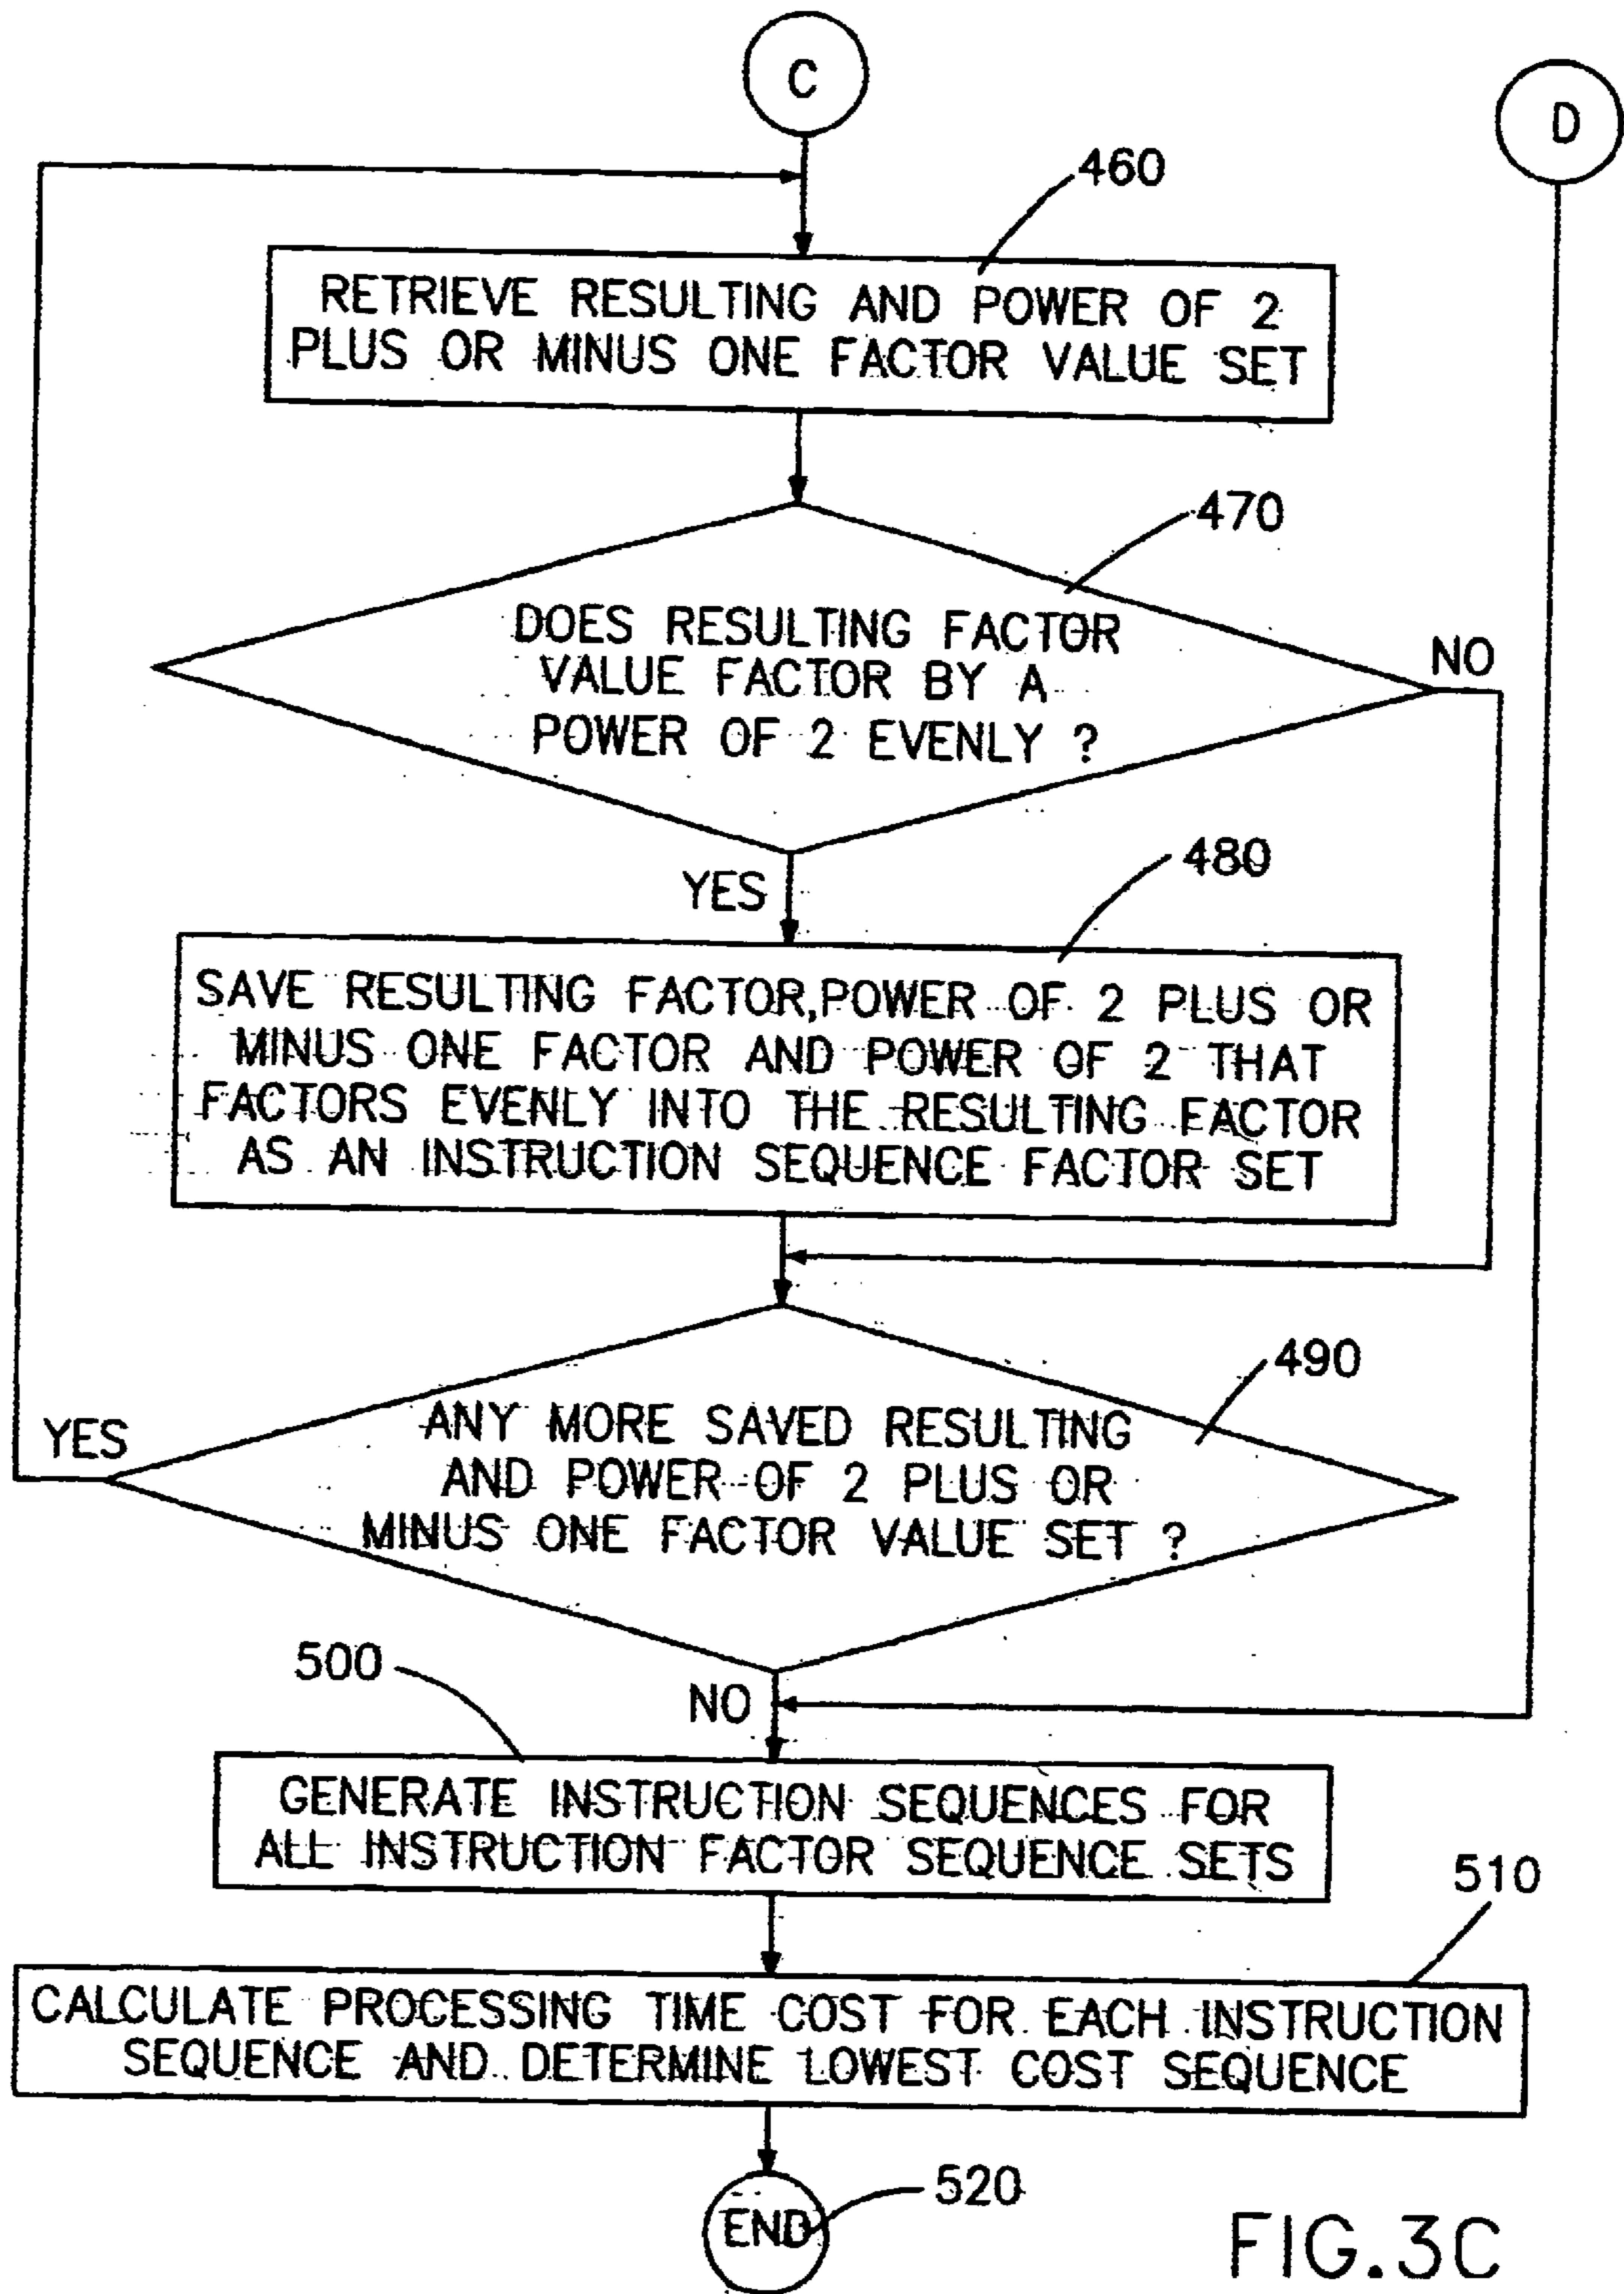 C
D
460
RETRIEVE RESULTING AND POWER OF 2
PLUS OR MINUS ONE FACTOR VALUE SET
470
DOES RESULTING FACTOR
VALUE FACTOR BY A
POWER OF 2 EVENLY ?
NO
YES
480
SAVE RESULTING FACTOR, POWER OF 2 PLUS OR
MINUS ONE FACTOR AND POWER OF 2 THAT
FACTORS EVENLY INTO THE RESULTING FACTOR
AS AN INSTRUCTION SEQUENCE FACTOR SET
490
YES
ANY MORE SAVED RESULTING
AND POWER OF 2 PLUS OR
MINUS ONE FACTOR VALUE SET ?
500
NO
GENERATE INSTRUCTION SEQUENCES FOR
ALL INSTRUCTION FACTOR SEQUENCE SETS
510
CALCULATE PROCESSING TIME COST FOR EACH INSTRUCTION
SEQUENCE AND DETERMINE LOWEST COST SEQUENCE
END
520
FIG.3C